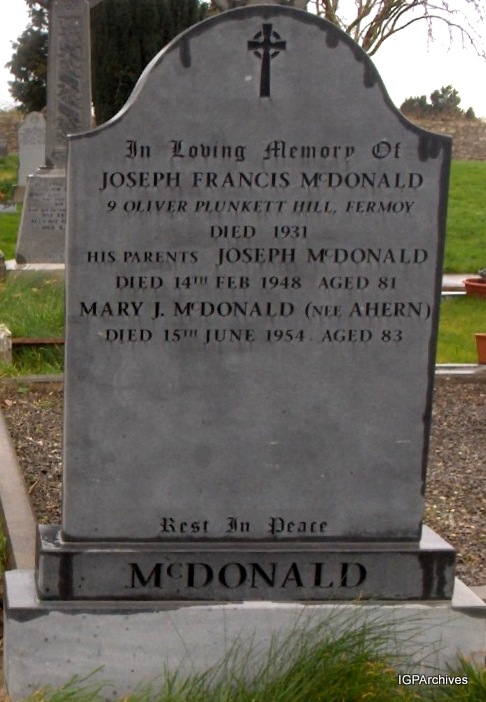 In Loving Memory Of
JOSEPH FRANCIS McDONALD
9 OLIVER PLUNKETT HILL, FERMOY
DIED 1931
HIS PARENTS JOSEPH McDONALD
DIED 14TH FEB 1948 AGED 81
MARY J. McDONALD (NEE AHERN)
DIED 15TH JUNE 1954 AGED 83
Rest In Peace
McDONALD
IGPArchives